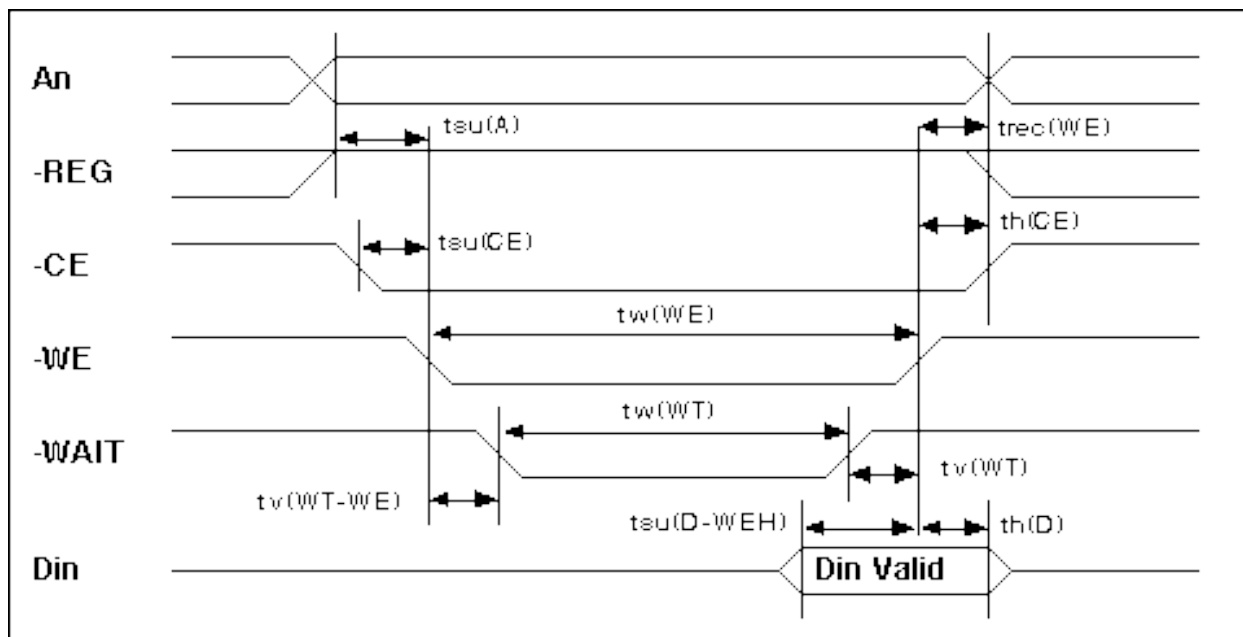 An
tsu(A)
trec(WE)
-REG
tsu(CE)
th(CE)
-CE
tw(WE)
-WE
tw(WT)
-WAIT
tv(WT)
tv(WT-WE)
tsu(D-WEH)
th(D)
Din
Din Valid